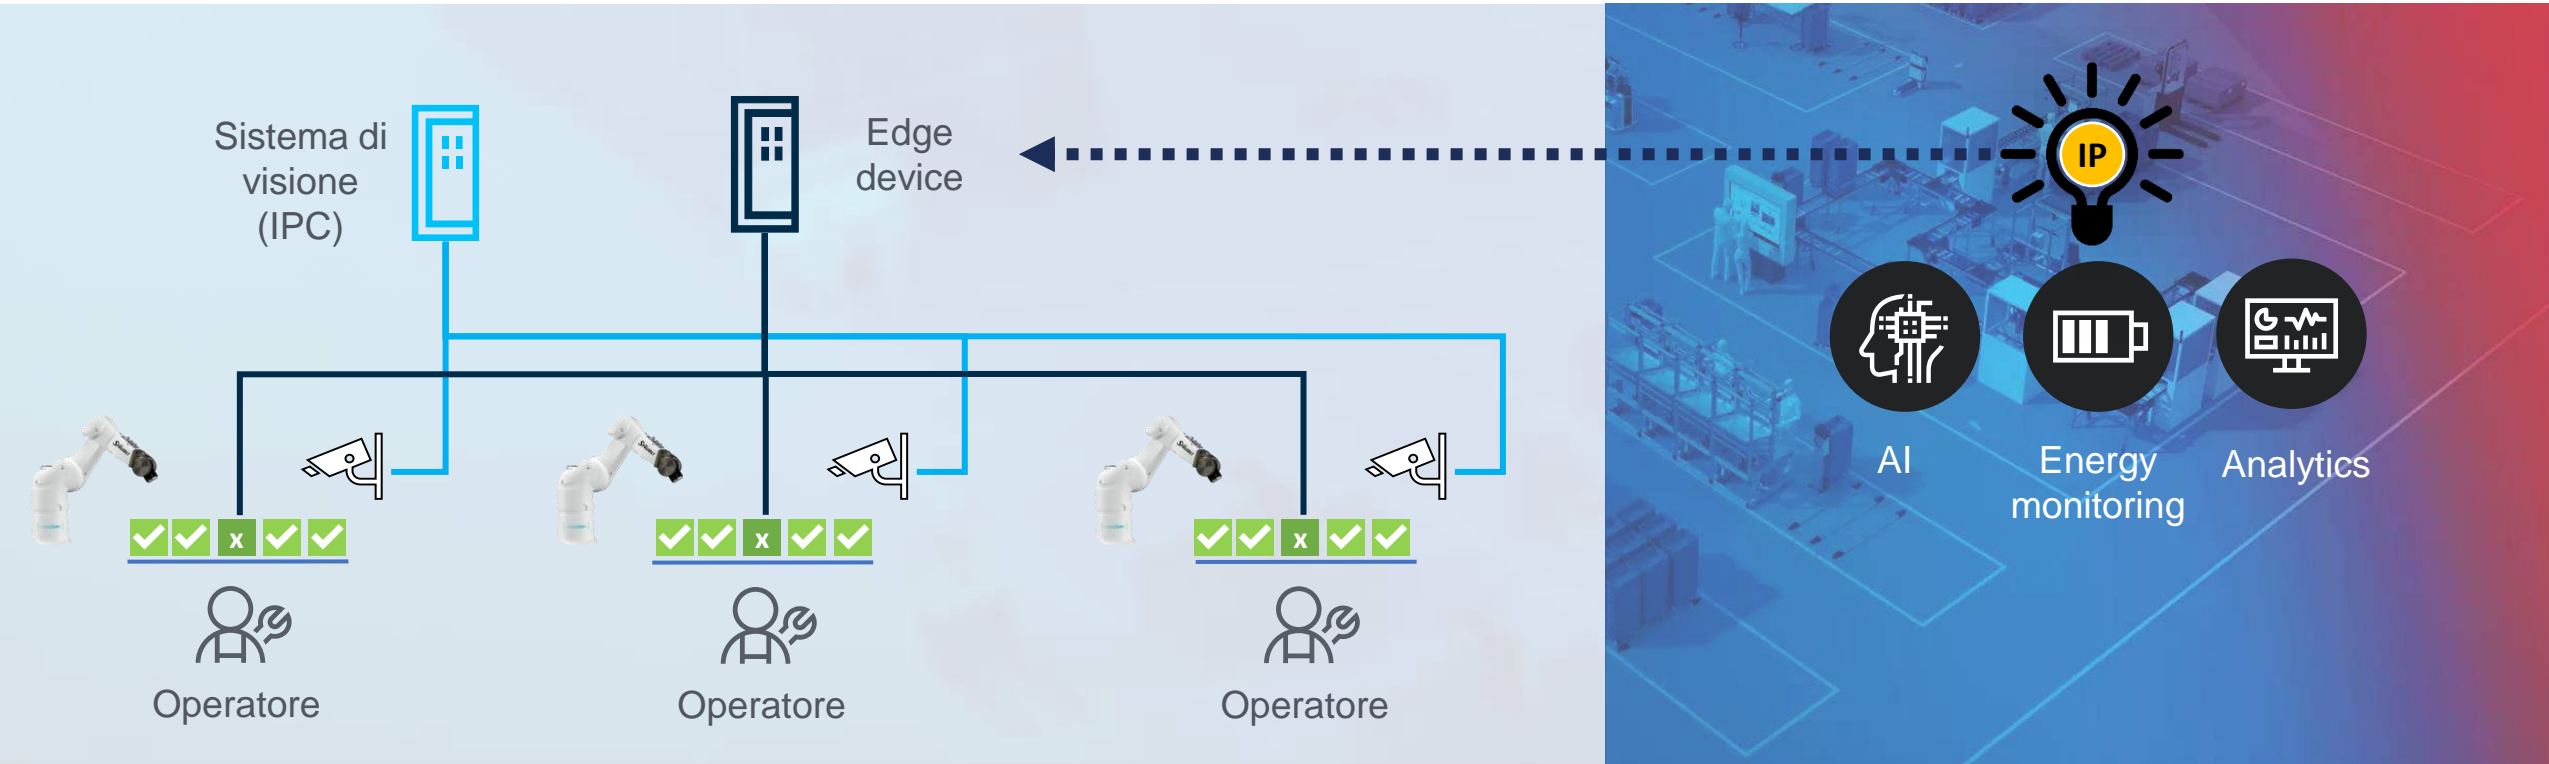 Sistema di
visione
(IPC)
Edge
device
IP
AI
Energy
monitoring
Analytics
x
x
x
Operatore
Operatore
Operatore